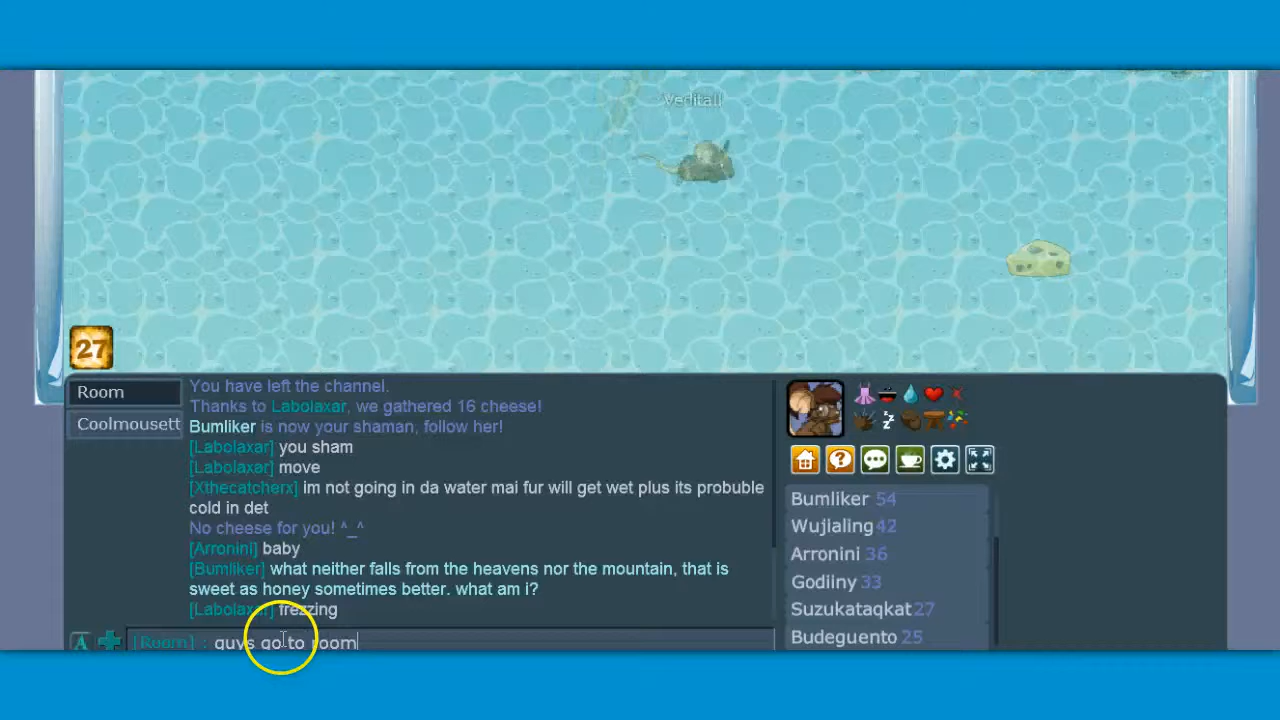 Verlitall
27
Room
Coolmousett
You have left the channel.
Thanks to Labolaxar, we gathered 16 cheese!
Bumliker is now your shaman, follow her!
[Labolaxar] you sham
[Labolaxar] move
[Xthecatcherx] im not going in da water mai fur will get wet plus its probuble
cold in det
No cheese for you! ^_^
[Arronini] baby
[Bumliker] what neither falls from the heavens nor the mountain, that is
sweet as honey sometimes better. what am i?
[Labolaxar] frezzing
A [Room] : guys go to room
Bumliker 54
Wujialing 42
Arronini 36
Godiiny 33
Suzukataqkat 27
Budeguento 25